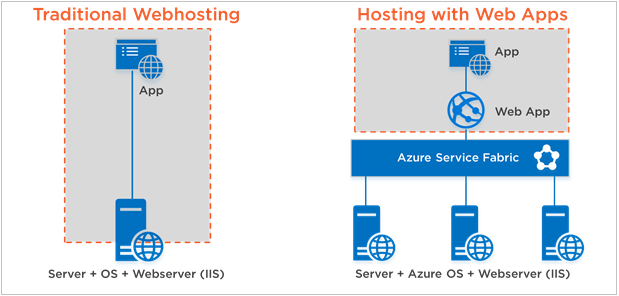 Traditional Webhosting
App
Server + OS + Webserver (IIS)
Hosting with Web Apps
App
Web App
Azure Service Fabric
Server + Azure OS + Webserver (IIS)